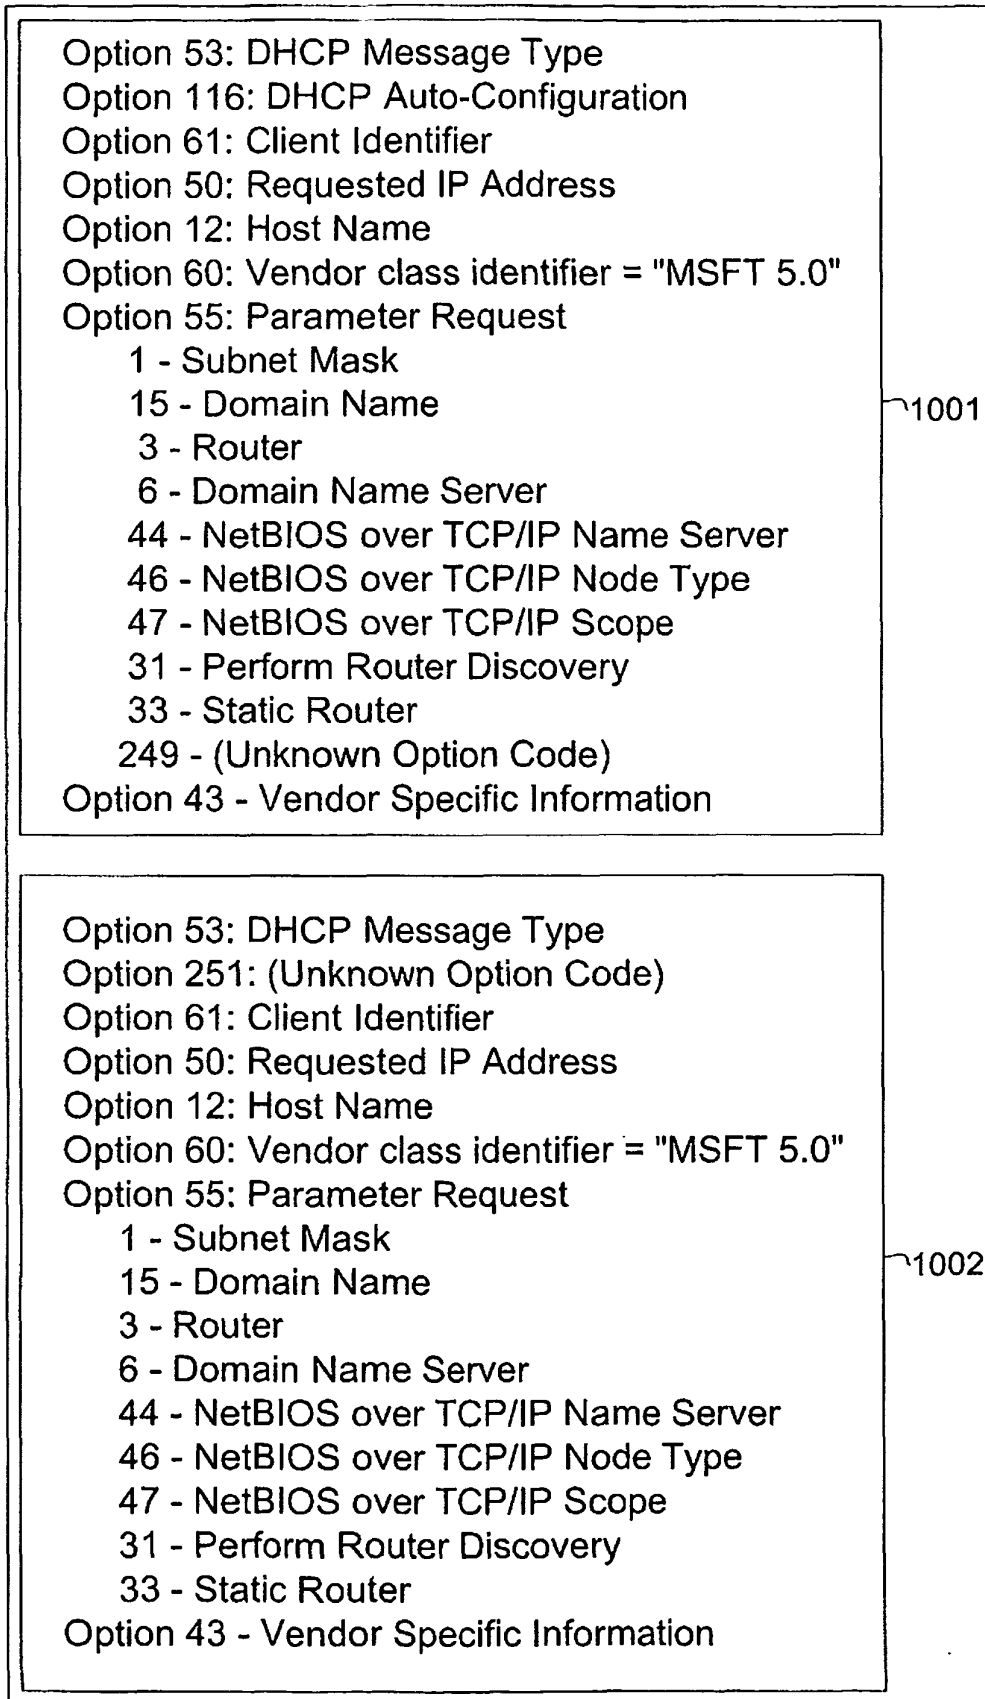 Option 53: DHCP Message Type
Option 116: DHCP Auto-Configuration
Option 61: Client Identifier
Option 50: Requested IP Address
Option 12: Host Name
Option 60: Vendor class identifier = "MSFT 5.0"
Option 55: Parameter Request
1 - Subnet Mask
15 - Domain Name
3 - Router
6 - Domain Name Server
44 - NetBIOS over TCP/IP Name Server
46 - NetBIOS over TCP/IP Node Type
47 - NetBIOS over TCP/IP Scope
31 - Perform Router Discovery
33 - Static Router
249 - (Unknown Option Code)
Option 43 - Vendor Specific Information
1001
Option 53: DHCP Message Type
Option 251: (Unknown Option Code)
Option 61: Client Identifier
Option 50: Requested IP Address
Option 12: Host Name
Option 60: Vendor class identifier = "MSFT 5.0"
Option 55: Parameter Request
1 - Subnet Mask
15 - Domain Name
3 - Router
6 - Domain Name Server
44 - NetBIOS over TCP/IP Name Server
46 - NetBIOS over TCP/IP Node Type
47 - NetBIOS over TCP/IP Scope
31 - Perform Router Discovery
33 - Static Router
Option 43 - Vendor Specific Information
1002